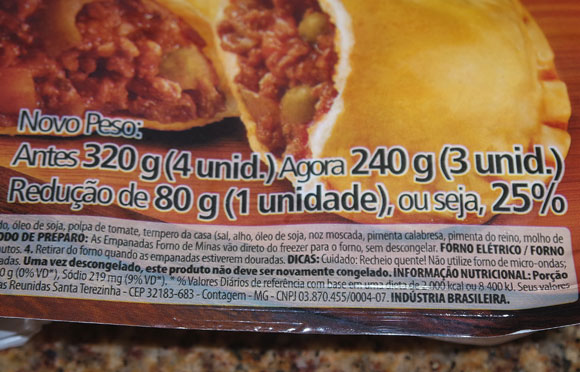 Novo Peso:
Antes 320 g (4 unid.) Agora 240 g (3 unid.)
Redução de 80 g (1 unidade), ou seja, 25%
óleo de soja, polpa de tomate, tempero da casa (sal, alho, óleo de soja, noz moscada, pimenta calabresa, pimenta do reino, molho de
DO DE PREPARO: As Empanadas Forno de Minas vão direto do freezer para o forno, sem descongelar. FORNO ELÉTRICO / FORNO
4. Retirar do forno quando as empanadas estiverem douradas. DICAS: Cuidado: Recheio quente! Não utilize forno de micro-ondas;
Uma vez descongelado, este produto não deve ser novamente congelado. INFORMAÇÃO NUTRICIONAL: Porção
0 g (0% VD*), Sódio 219 mg (9% VD*). * % Valores Diários de referência com base em uma dieta de 2.000 kcal ou 8.400 kJ. Seus valores
as Reunidas Santa Terezinha - CEP 32183-683 - Contagem - MG - CNPJ 03.870.455/0004-07. INDÚSTRIA BRASILEIRA.